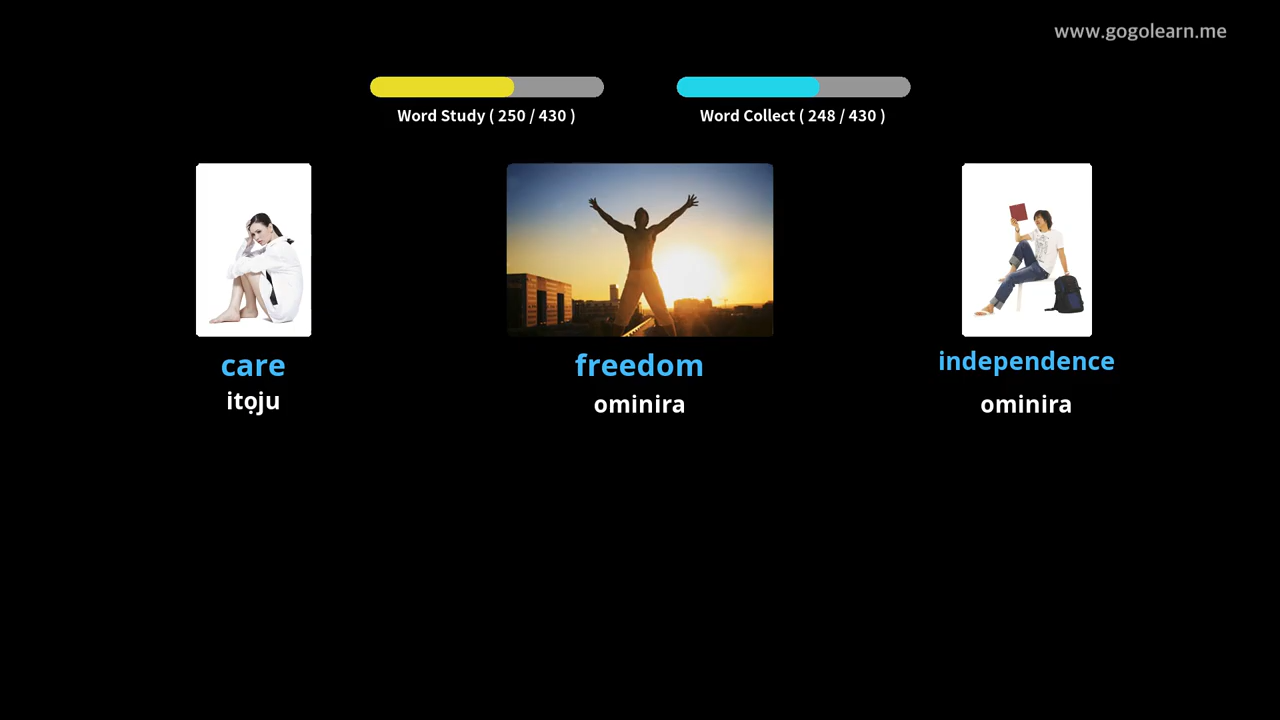 www.gogolearn.me
Word Study ( 250 / 430 )
Word Collect ( 248 / 430 )
care
itọju
freedom
ominira
independence
ominira